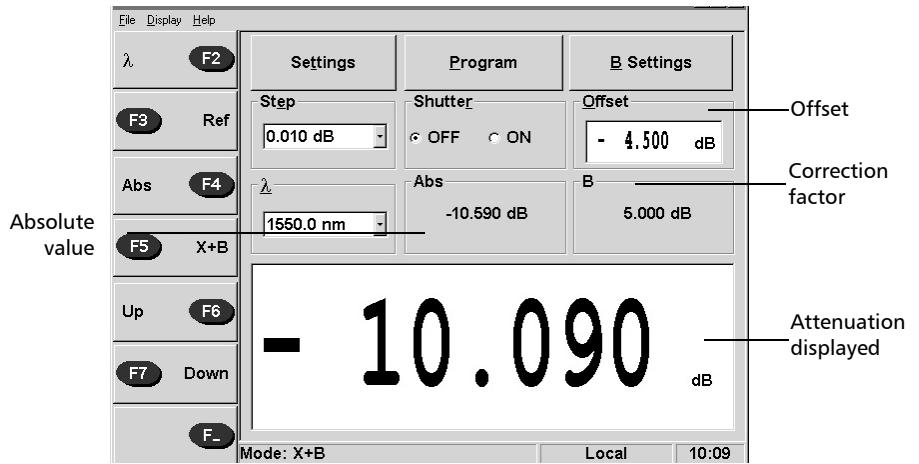 File Display Help
λ F2
F3 Ref
Abs F4
F5 X+B
Up F6
F7 Down
F_
Settings Program B Settings
Step
0.010 dB
Shutter
OFF ON
Offset
- 4.500 dB
λ
1550.0 nm
Abs
-10.590 dB
B
5.000 dB
- 10.090 dB
Mode: X+B Local 10:09
Absolute
value
Offset
Correction
factor
Attenuation
displayed